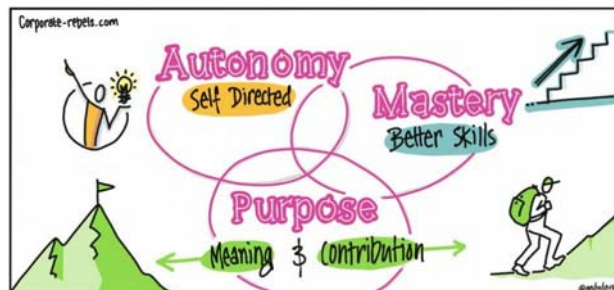 Corporate-rebels.com
Autonomy
Self Directed
Mastery
Better Skills
Purpose
Meaning & Contribution